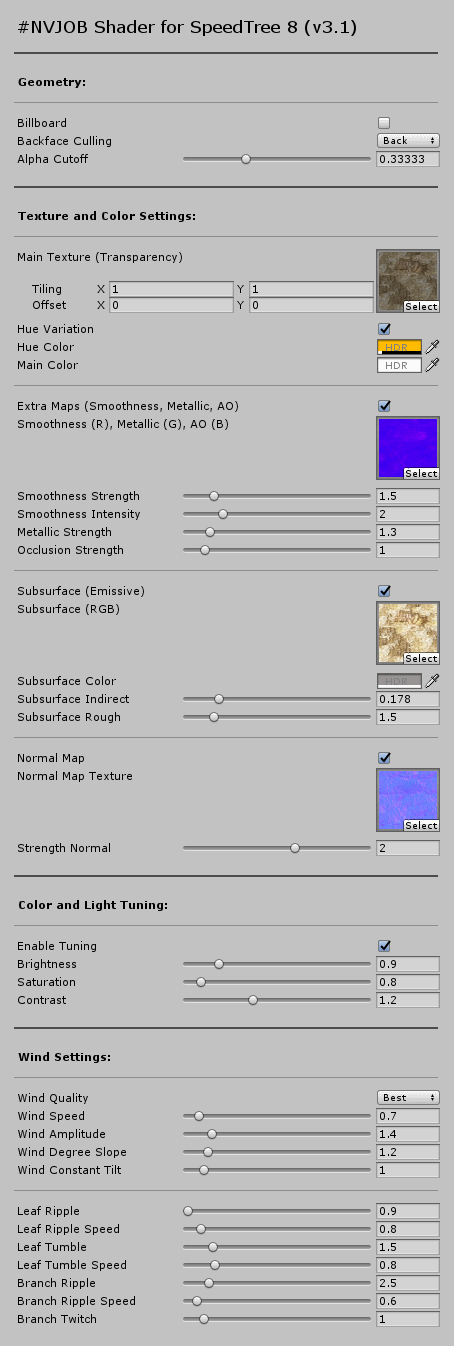 #NVJOB Shader for SpeedTree 8 (v3.1)
Geometry:
Billboard
Backface Culling Back
Alpha Cutoff 0.33333
Texture and Color Settings:
Main Texture (Transparency)
Tiling X 1 Y 1
Offset X 0 Y 0
Select
Hue Variation
Hue Color HDR
Main Color HDR
Extra Maps (Smoothness, Metallic, AO)
Smoothness (R), Metallic (G), AO (B)
Select
Smoothness Strength 1.5
Smoothness Intensity 2
Metallic Strength 1.3
Occlusion Strength 1
Subsurface (Emissive)
Subsurface (RGB)
Select
Subsurface Color HDR
Subsurface Indirect 0.178
Subsurface Rough 1.5
Normal Map
Normal Map Texture
Select
Strength Normal 2
Color and Light Tuning:
Enable Tuning
Brightness 0.9
Saturation 0.8
Contrast 1.2
Wind Settings:
Wind Quality Best
Wind Speed 0.7
Wind Amplitude 1.4
Wind Degree Slope 1.2
Wind Constant Tilt 1
Leaf Ripple 0.9
Leaf Ripple Speed 0.8
Leaf Tumble 1.5
Leaf Tumble Speed 0.8
Branch Ripple 2.5
Branch Ripple Speed 0.6
Branch Twitch 1